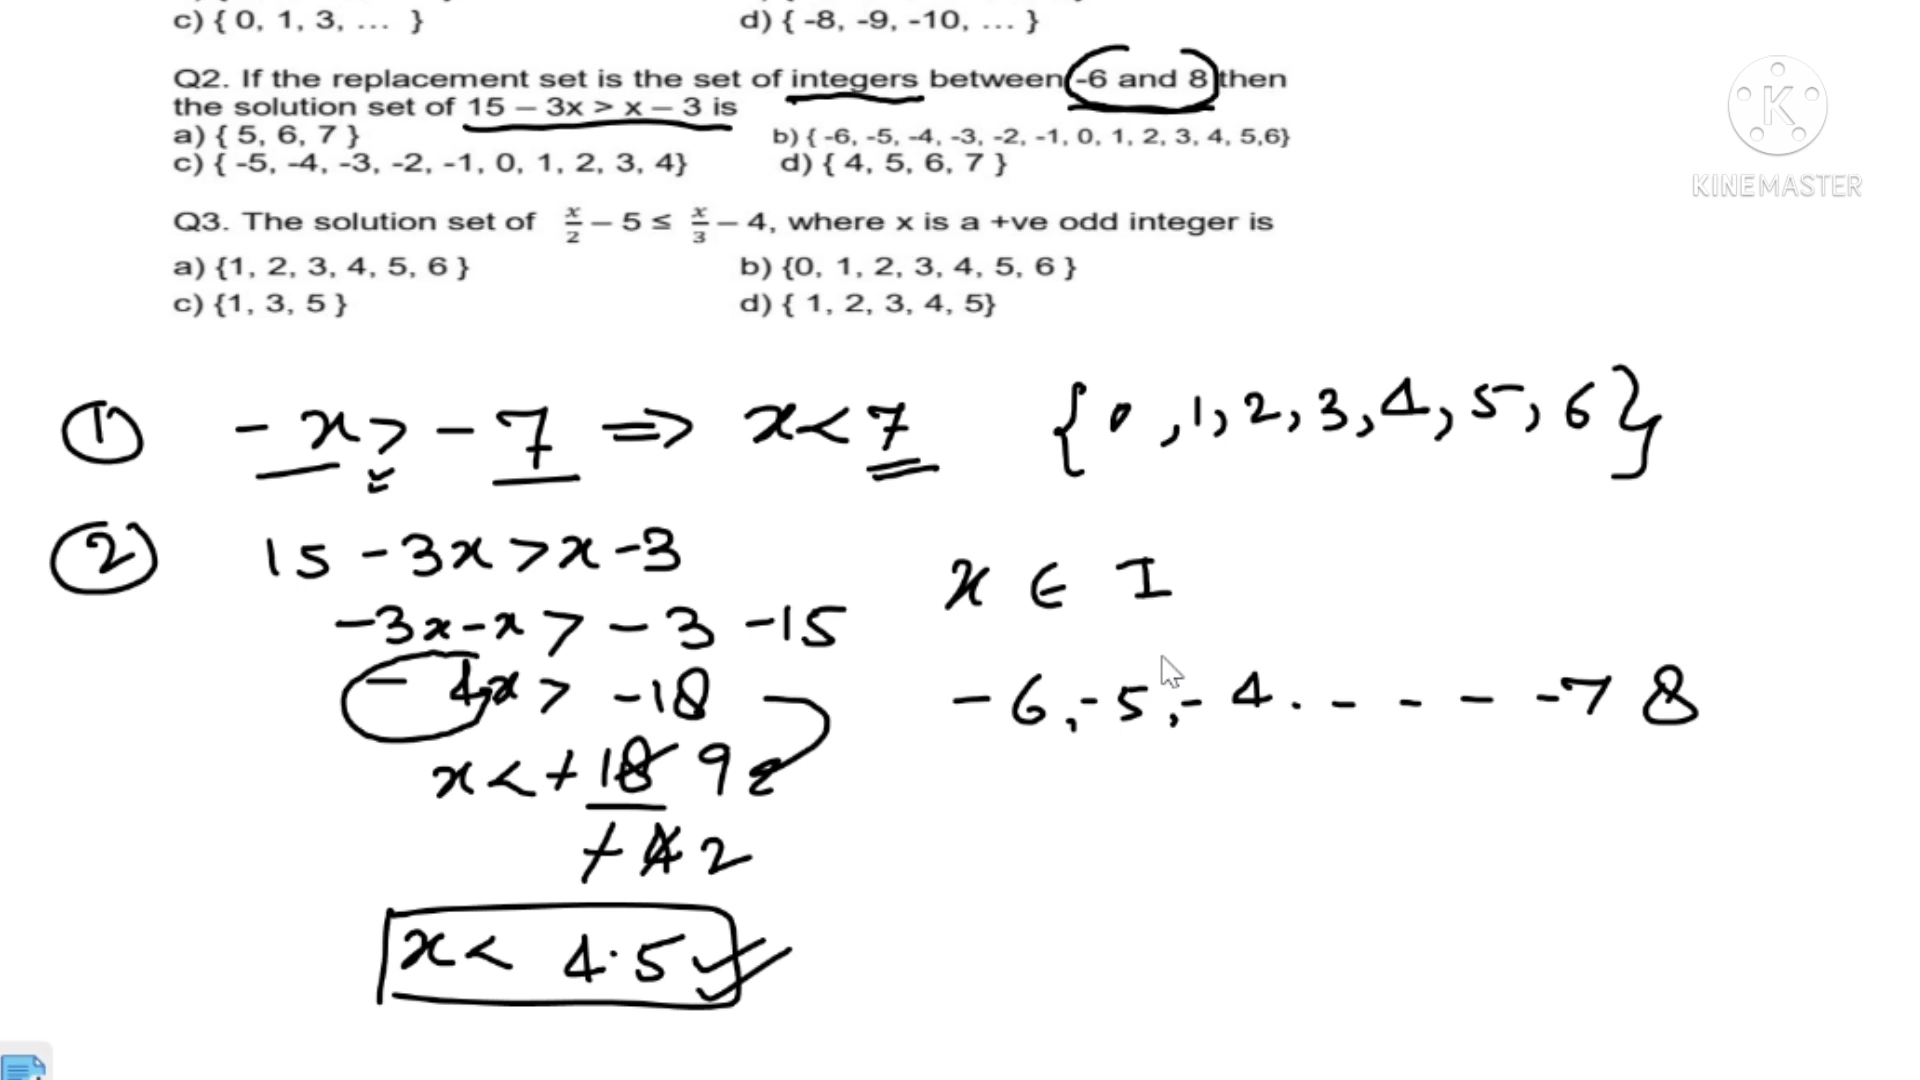 c) { 0, 1, 3, ... }
d) { -8, -9, -10, ... }
Q2. If the replacement set is the set of integers between -6 and 8 then
the solution set of 15 – 3x > x – 3 is
a) { 5, 6, 7 }
b) { -6, -5, -4, -3, -2, -1, 0, 1, 2, 3, 4, 5,6}
c) { -5, -4, -3, -2, -1, 0, 1, 2, 3, 4}
d) { 4, 5, 6, 7 }
Q3. The solution set of x/2 – 5 ≤ x/3 – 4, where x is a +ve odd integer is
a) {1, 2, 3, 4, 5, 6 }
b) {0, 1, 2, 3, 4, 5, 6 }
c) {1, 3, 5 }
d) { 1, 2, 3, 4, 5}
KINEMASTER
① -x > -7 ⇒ x < 7 {0, 1, 2, 3, 4, 5, 6}
② 15 - 3x > x - 3
x ∈ I
-3x - x > -3 - 15
-4x > -18
-6, -5, -4. - - - -7 8
x < +18 9
+4 2
x < 4.5